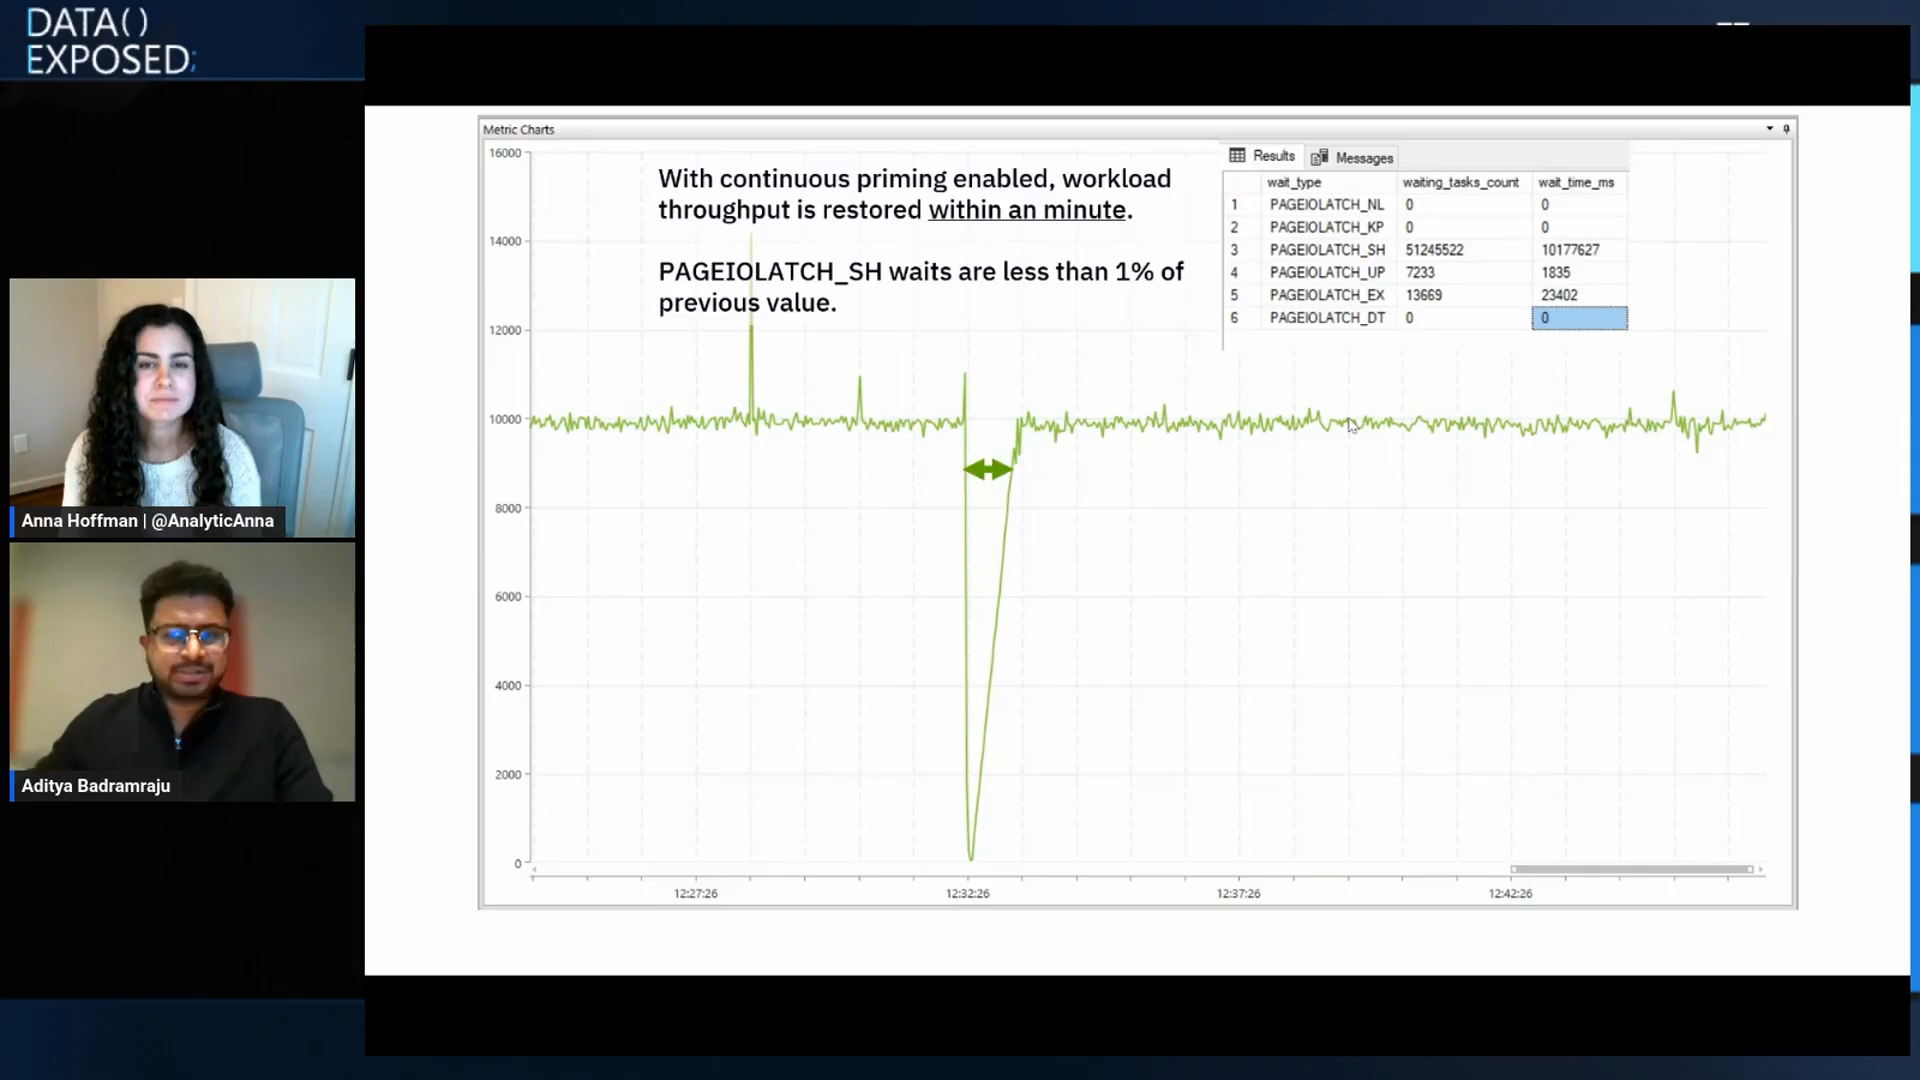 DATA()
EXPOSED;
Metric Charts
With continuous priming enabled, workload
throughput is restored within an minute.
PAGEIOLATCH_SH waits are less than 1% of
previous value.
Results Messages
wait_type waiting_tasks_count wait_time_ms
1 PAGEIOLATCH_NL 0 0
2 PAGEIOLATCH_KP 0 0
3 PAGEIOLATCH_SH 51245522 10177627
4 PAGEIOLATCH_UP 7233 1835
5 PAGEIOLATCH_EX 13669 23402
6 PAGEIOLATCH_DT 0 0
16000
14000
12000
10000
8000
6000
4000
2000
0
12:27:26 12:32:26 12:37:26 12:42:26
Anna Hoffman | @AnalyticAnna
Aditya Badramraju